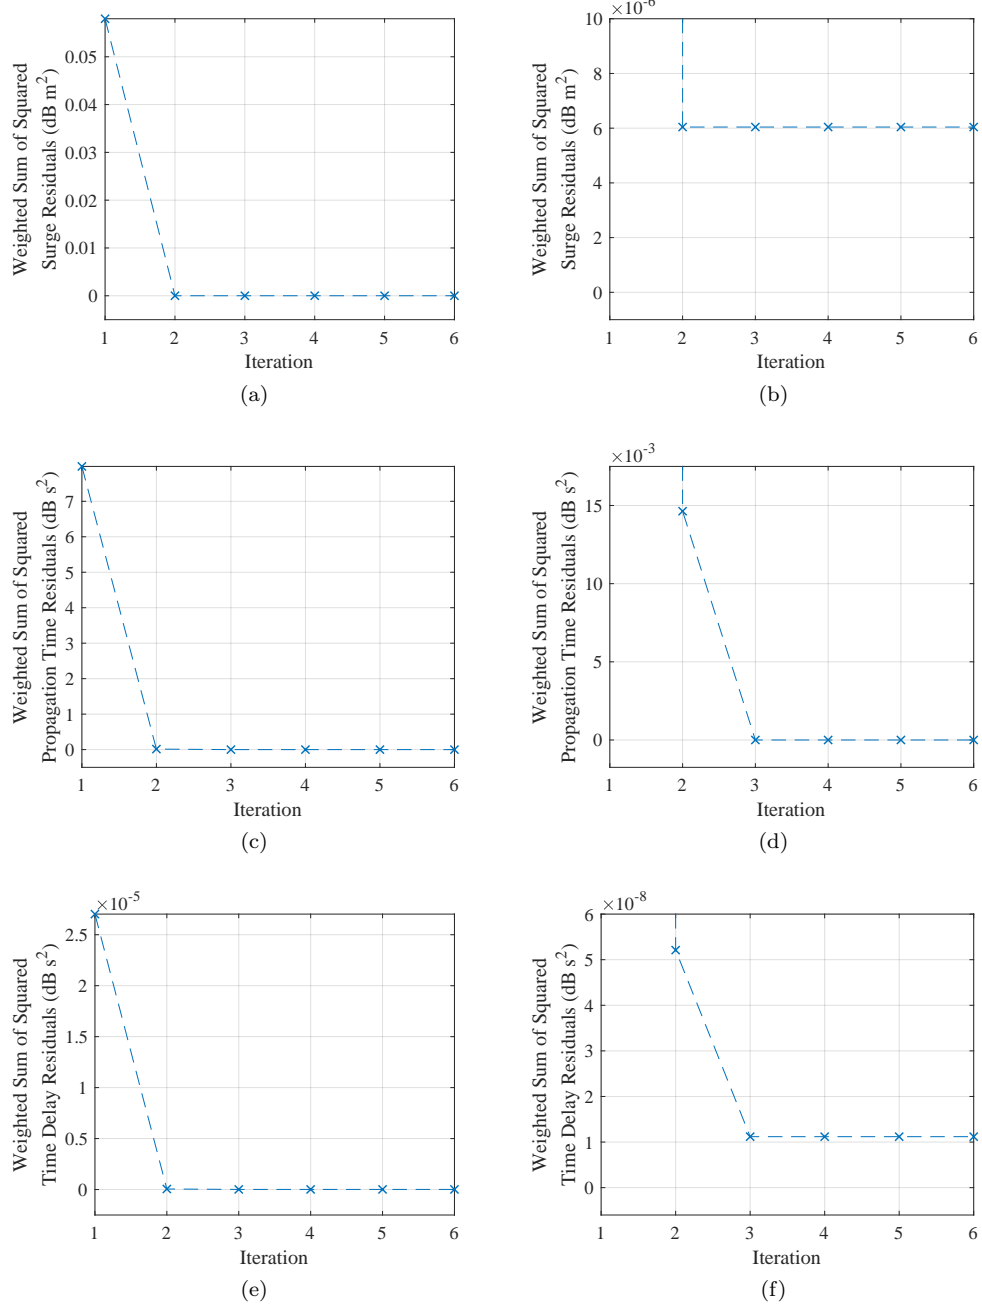 0.05
0.04
0.03
0.02
0.01
0
1 2 3 4 5 6
Iteration
Weighted Sum of Squared
Surge Residuals (dB m²)
(a)
×10⁻⁶
10
8
6
4
2
0
1 2 3 4 5 6
Iteration
Weighted Sum of Squared
Surge Residuals (dB m²)
(b)
7
6
5
4
3
2
1
0
1 2 3 4 5 6
Iteration
Weighted Sum of Squared
Propagation Time Residuals (dB s²)
(c)
×10⁻³
15
10
5
0
1 2 3 4 5 6
Iteration
Weighted Sum of Squared
Propagation Time Residuals (dB s²)
(d)
×10⁻⁵
2.5
2
1.5
1
0.5
0
1 2 3 4 5 6
Iteration
Weighted Sum of Squared
Time Delay Residuals (dB s²)
(e)
×10⁻⁸
6
5
4
3
2
1
0
1 2 3 4 5 6
Iteration
Weighted Sum of Squared
Time Delay Residuals (dB s²)
(f)